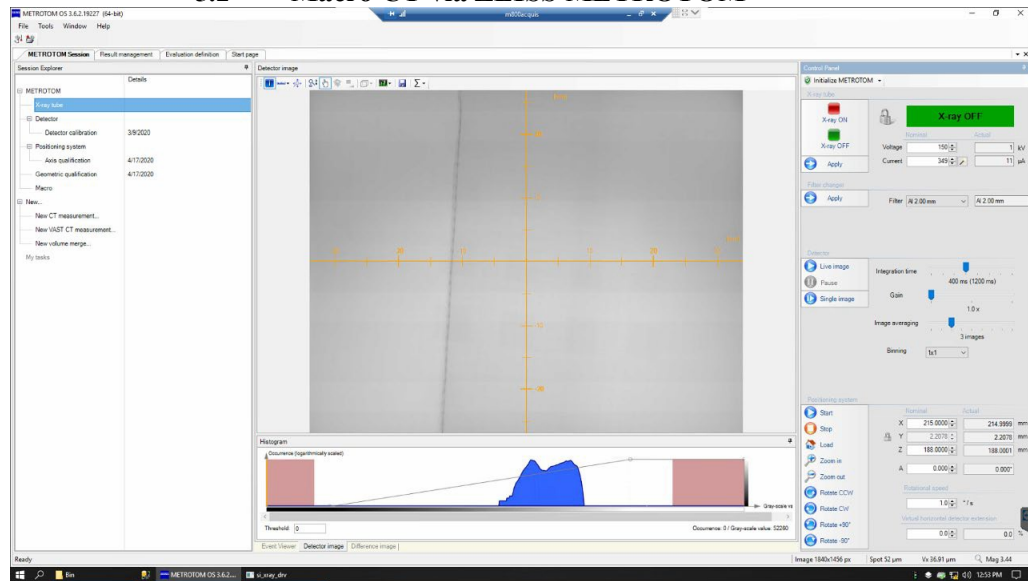 3.2 Macro CT via ZEISS METROTOM
METROTOM OS 3.6.2.19227 (64-bit)
m800acquis
File Tools Window Help
METROTOM Session Result management Evaluation definition Start page
Session Explorer
Details
METROTOM
X-ray tube
Detector
Detector calibration 3/9/2020
Positioning system
Axis qualification 4/17/2020
Geometric qualification 4/17/2020
Macro
New...
New CT measurement...
New VAST CT measurement...
New volume merge...
My tasks
Detector image
Histogram
Occurrence (logarithmically scaled)
Gray-scale va
Threshold 0
Occurrence: 0 / Gray-scale value: 52280
Event Viewer Detector image Difference image
Control Panel
Initialize METROTOM
X-ray tube
X-ray ON
X-ray OFF
X-ray OFF
Nominal Actual
Voltage 150 1 kV
Current 349 11 µA
Apply
Filter changer
Apply
Filter Al 2.00 mm Al 2.00 mm
Detector
Live image
Pause
Single image
Integration time
400 ms (1200 ms)
Gain
1.0 x
Image averaging
3 images
Binning 1x1
Positioning system
Start
Stop
Load
Zoom in
Zoom out
Rotate CCW
Rotate CW
Rotate +90°
Rotate -90°
Nominal Actual
X 215.0000 214.9999 mm
Y 2.2078 2.2078 mm
Z 188.0000 188.0001 mm
A 0.000 0.000°
Rotational speed
1.0 °/s
Virtual horizontal detector extension
0.0 0.0 %
Ready
Image 1840x1456 px Spot 52 µm Vx 36.91 µm Mag 3.44
Bin
METROTOM OS 3.6.2....
si_xray_drv
12:53 PM